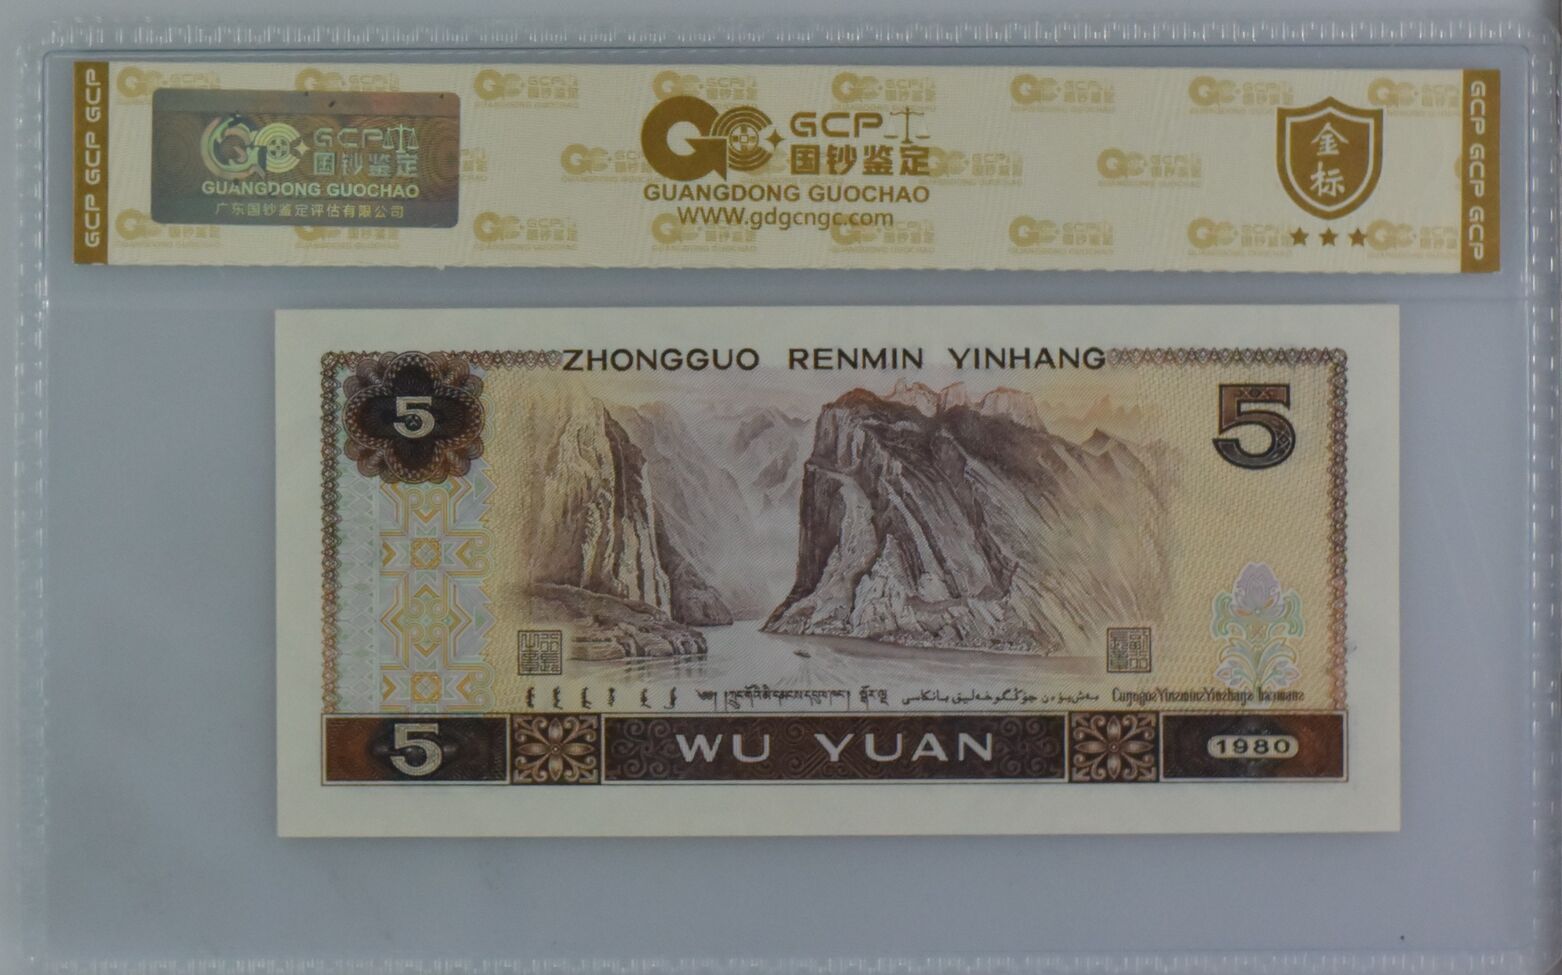 GCP GCP GCP
GCP
国钞鉴定
GUANGDONG GUOCHAO
广东国钞鉴定评估有限公司
GCP
国钞鉴定
GUANGDONG GUOCHAO
WWW.gdgcngc.com
金标
GCP GCP GCP
ZHONGGUO RENMIN YINHANG
5
5
5
WU YUAN
1980